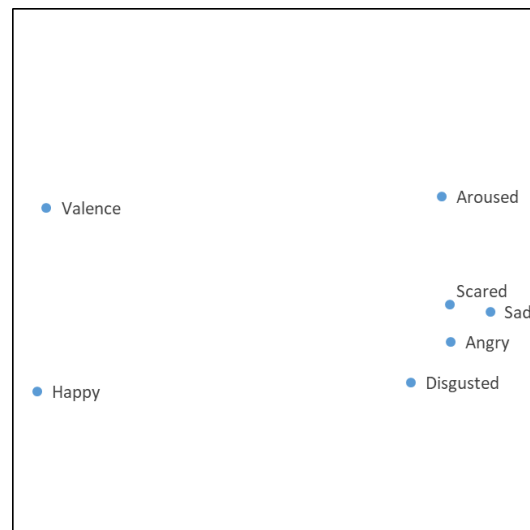 Aroused
Valence
Scared
Sad
Angry
Disgusted
Happy